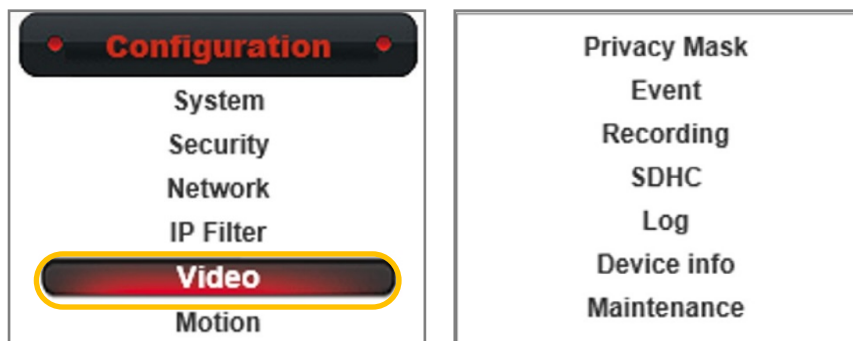 Configuration
System
Security
Network
IP Filter
Video
Motion
Privacy Mask
Event
Recording
SDHC
Log
Device info
Maintenance